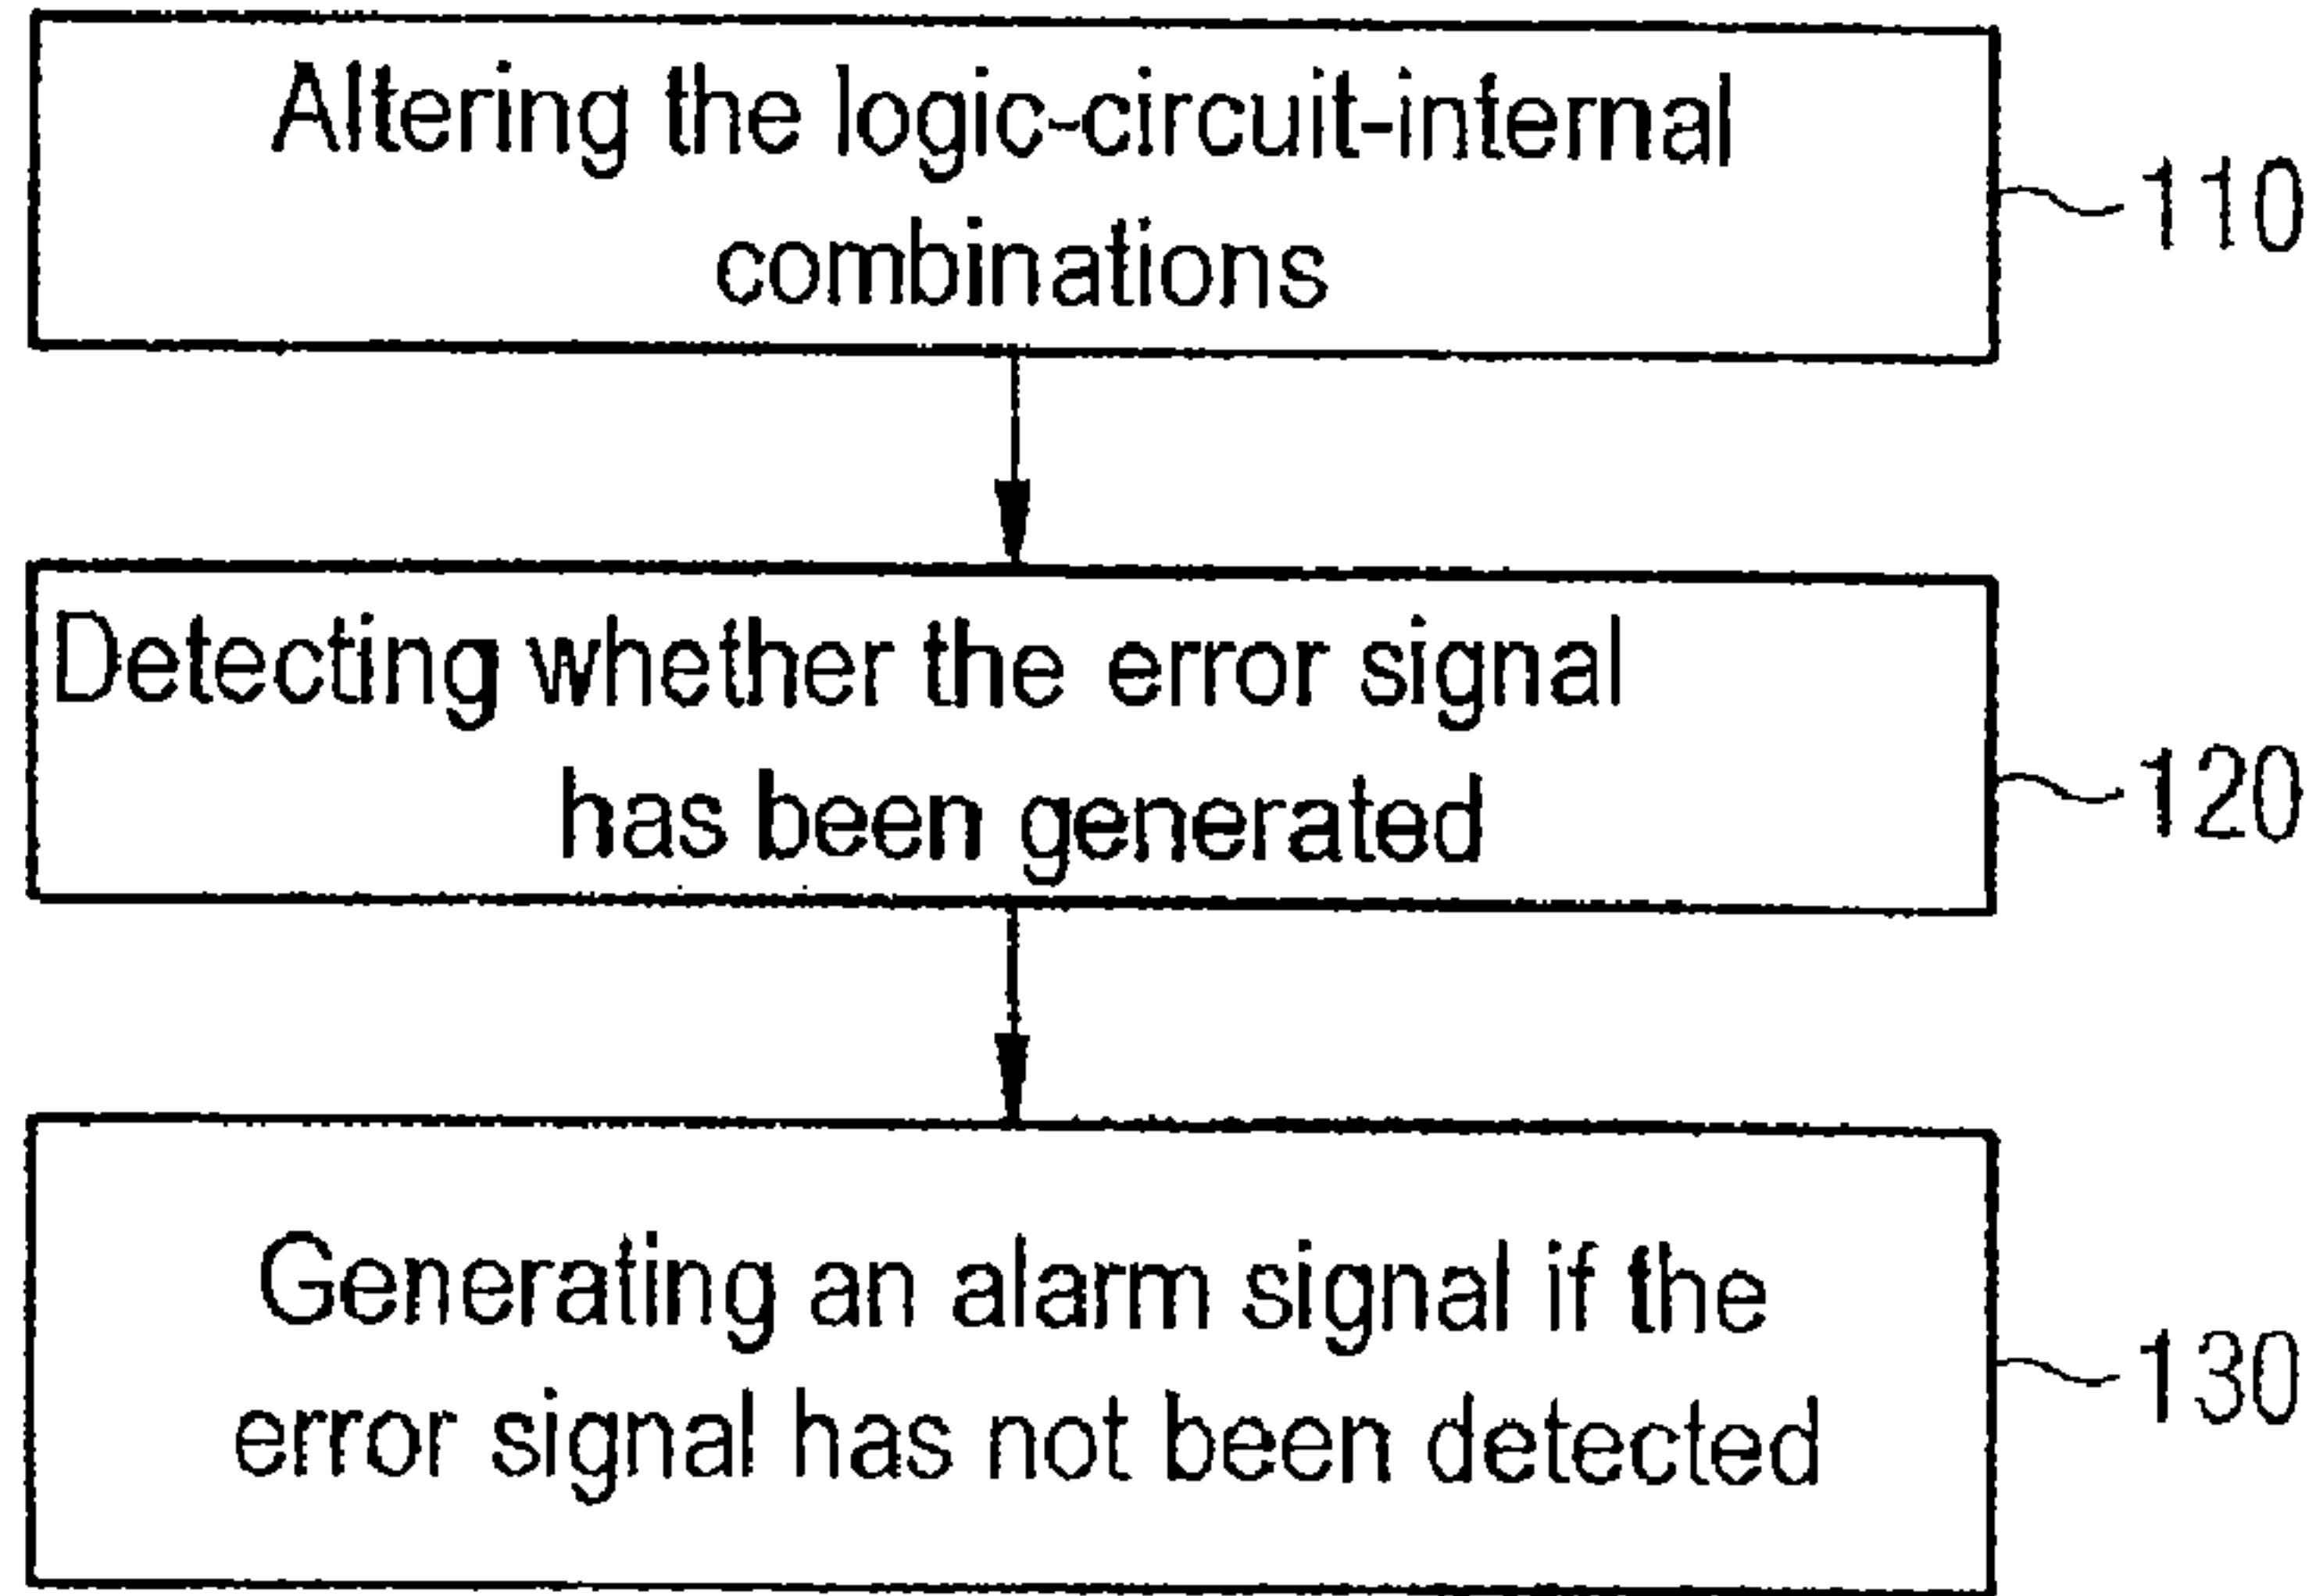 Altering the logic-circuit-internal
combinations
110
Detecting whether the error signal
has been generated
120
Generating an alarm signal if the
error signal has not been detected
130